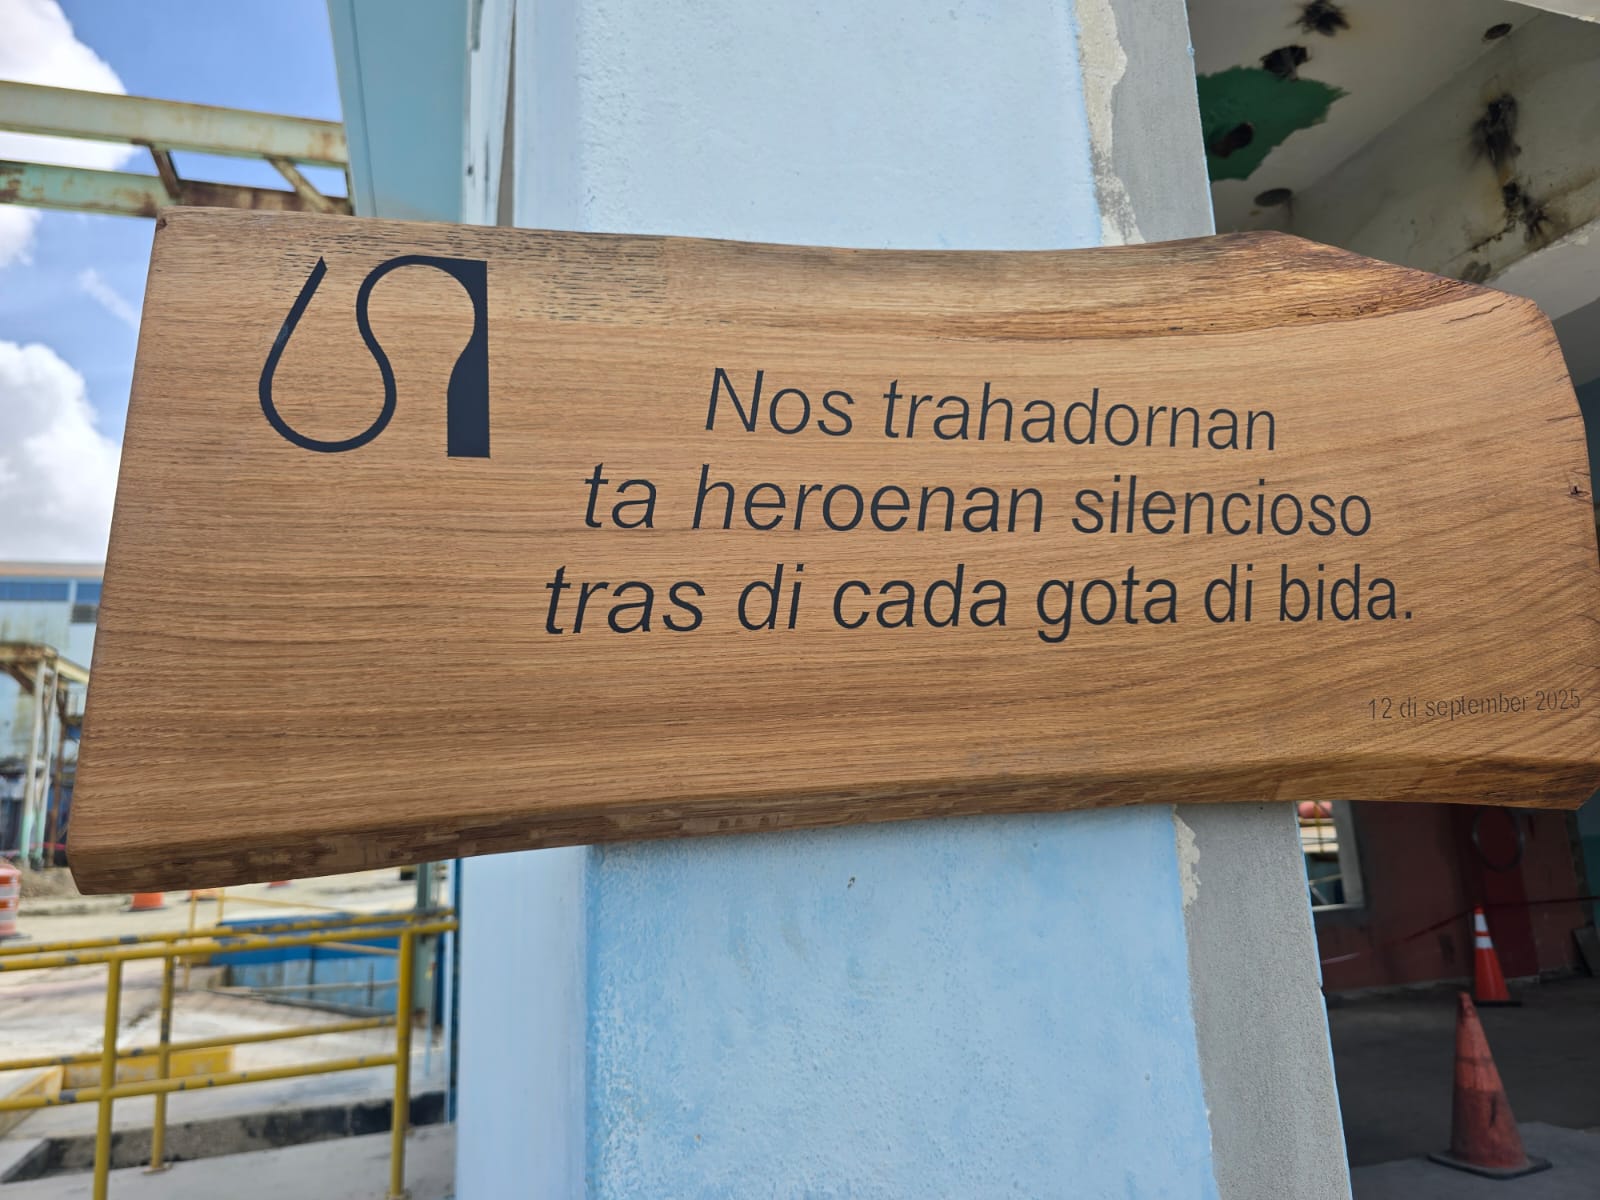 Nos trahadornan
ta heroenan silencioso
tras di cada gota di bida.
12 di september 2025